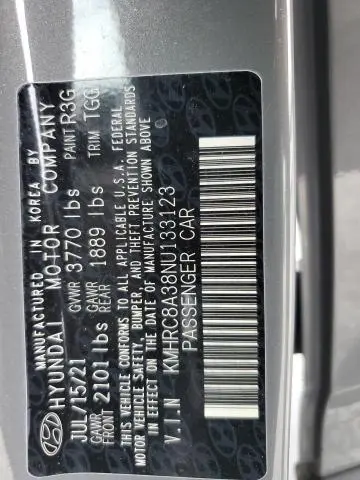 MANUFACTURED IN KOREA BY
HYUNDAI MOTOR COMPANY
JUL/15/21 GVWR 3770 lbs PAINT R3G
GAWR FRONT 2101 lbs GAWR REAR 1889 lbs TRIM TGG
THIS VEHICLE CONFORMS TO ALL APPLICABLE U.S.A. FEDERAL
MOTOR VEHICLE SAFETY, BUMPER, AND THEFT PREVENTION
STANDARDS IN EFFECT ON THE DATE OF MANUFACTURE SHOWN ABOVE
V.I.N KMHRC8A38NU133123
PASSENGER CAR